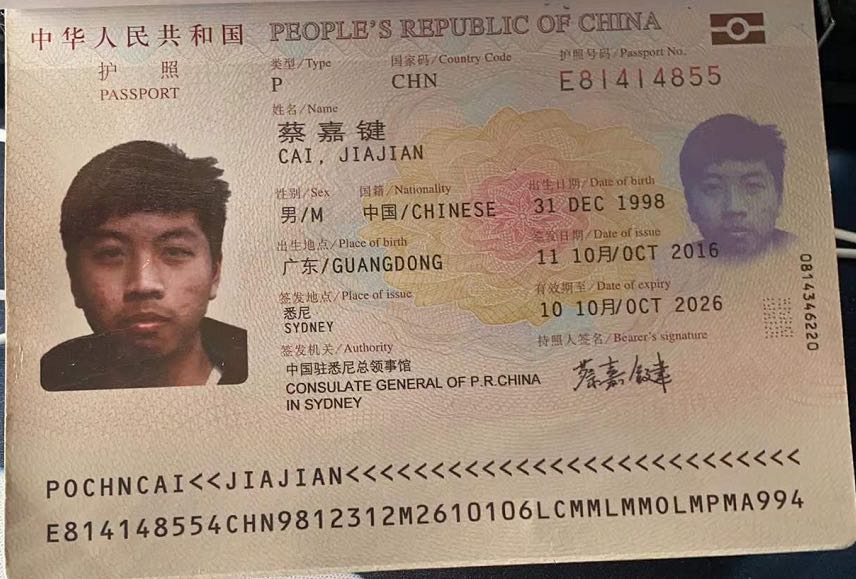 中华人民共和国 PEOPLE'S REPUBLIC OF CHINA
护 照
PASSPORT
类型/Type
P
国家码/Country Code
CHN
护照号码/Passport No.
E81414855
姓名/Name
蔡嘉键
CAI, JIAJIAN
性别/Sex
男/M
国籍/Nationality
中国/CHINESE
出生日期/Date of birth
31 DEC 1998
出生地点/Place of birth
广东/GUANGDONG
签发日期/Date of issue
11 10月/OCT 2016
签发地点/Place of issue
悉尼
SYDNEY
有效期至/Date of expiry
10 10月/OCT 2026
签发机关/Authority
中国驻悉尼总领事馆
CONSULATE GENERAL OF P.R.CHINA
IN SYDNEY
持照人签名/Bearer's signature
蔡嘉键
0814346220
POCHNCAI<<JIAJIAN<<<<<<<<<<<<<<<<<<<<<<<<<<<
E814148554CHN9812312M2610106LCMMLMMOLMPMA994